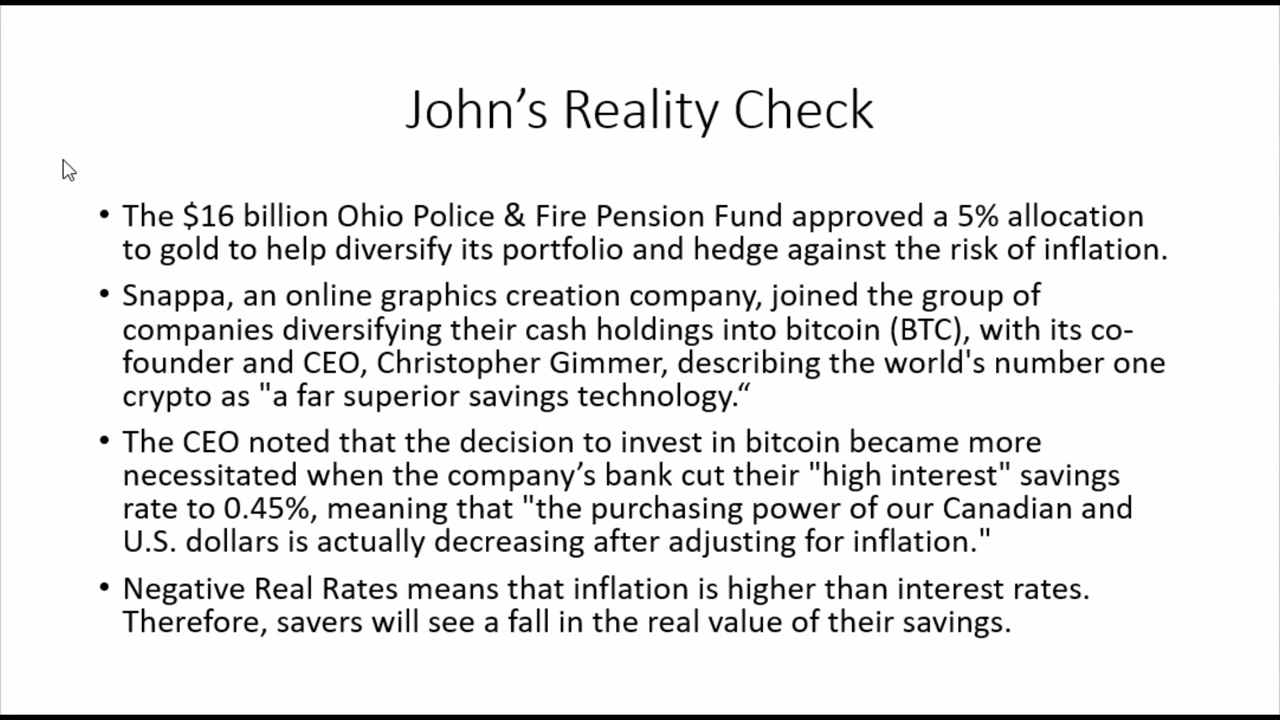 John’s Reality Check
• The $16 billion Ohio Police & Fire Pension Fund approved a 5% allocation
to gold to help diversify its portfolio and hedge against the risk of inflation.
• Snappa, an online graphics creation company, joined the group of
companies diversifying their cash holdings into bitcoin (BTC), with its co-
founder and CEO, Christopher Gimmer, describing the world's number one
crypto as "a far superior savings technology.“
• The CEO noted that the decision to invest in bitcoin became more
necessitated when the company’s bank cut their "high interest" savings
rate to 0.45%, meaning that "the purchasing power of our Canadian and
U.S. dollars is actually decreasing after adjusting for inflation."
• Negative Real Rates means that inflation is higher than interest rates.
Therefore, savers will see a fall in the real value of their savings.